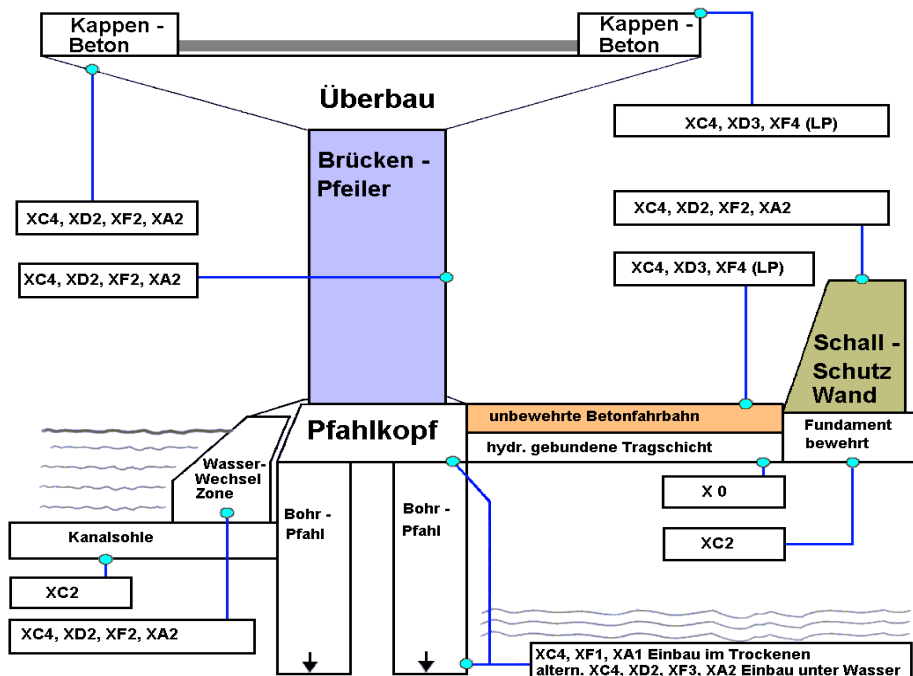 Kappen -
Beton
Kappen -
Beton
Überbau
XC4, XD3, XF4 (LP)
Brücken -
Pfeiler
XC4, XD2, XF2, XA2
XC4, XD2, XF2, XA2
XC4, XD2, XF2, XA2
XC4, XD3, XF4 (LP)
Schall -
Schutz
Wand
Pfahlkopf
unbewehrte Betonfahrbahn
hydr. gebundene Tragschicht
Fundament
bewehrt
Wasser-
Wechsel
Zone
X 0
Bohr -
Pfahl
Bohr -
Pfahl
Kanalsohle
XC2
XC2
XC4, XD2, XF2, XA2
XC4, XF1, XA1 Einbau im Trockenen
altern. XC4, XD2, XF3, XA2 Einbau unter Wasser